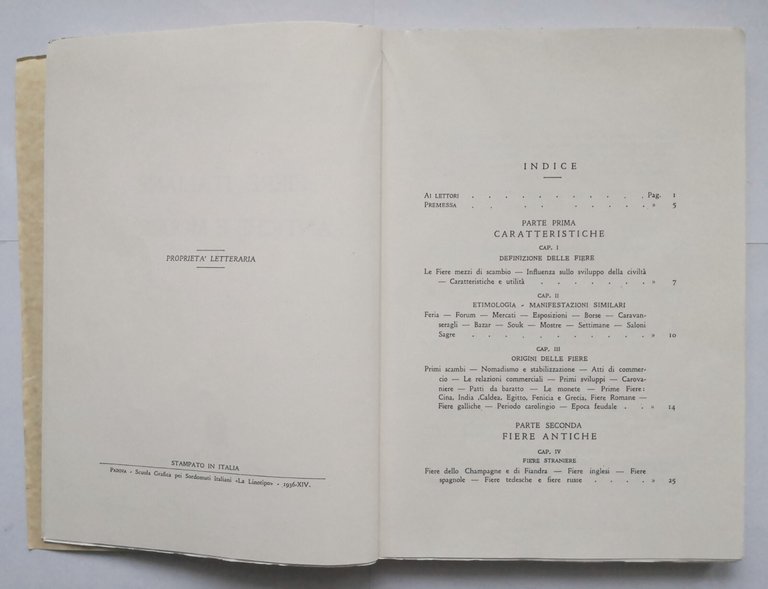 PROPRIETA' LETTERARIA
STAMPATO IN ITALIA
PADOVA - Scuola Grafica pei Sordomuti Italiani «La Linotipo» - 1936-XIV.
INDICE
AI LETTORI . . . . . . . . . . . Pag. 1
PREMESSA . . . . . . . . . . . » 5
PARTE PRIMA
CARATTERISTICHE
CAP. I
DEFINIZIONE DELLE FIERE
Le Fiere mezzi di scambio — Influenza sullo sviluppo della civiltà
— Caratteristiche e utilità . . . . . . . » 7
CAP. II
ETIMOLOGIA - MANIFESTAZIONI SIMILARI
Feria — Forum — Mercati — Esposizioni — Borse — Caravan-
seragli — Bazar — Souk — Mostre — Settimane — Saloni
Sagre . . . . . . . . . . . » 10
CAP. III
ORIGINI DELLE FIERE
Primi scambi — Nomadismo e stabilizzazione — Atti di commer-
cio — Le relazioni commerciali — Primi sviluppi — Carova-
niere — Patti da baratto — Le monete — Prime Fiere:
Cina, India ,Caldea, Egitto, Fenicia e Grecia, Fiere Romane —
Fiere galliche — Periodo carolingio — Epoca feudale . . » 14
PARTE SECONDA
FIERE ANTICHE
CAP. IV
FIERE STRANIERE
Fiere dello Champagne e di Fiandra — Fiere inglesi — Fiere
spagnole — Fiere tedesche e fiere russe . . . . » 25